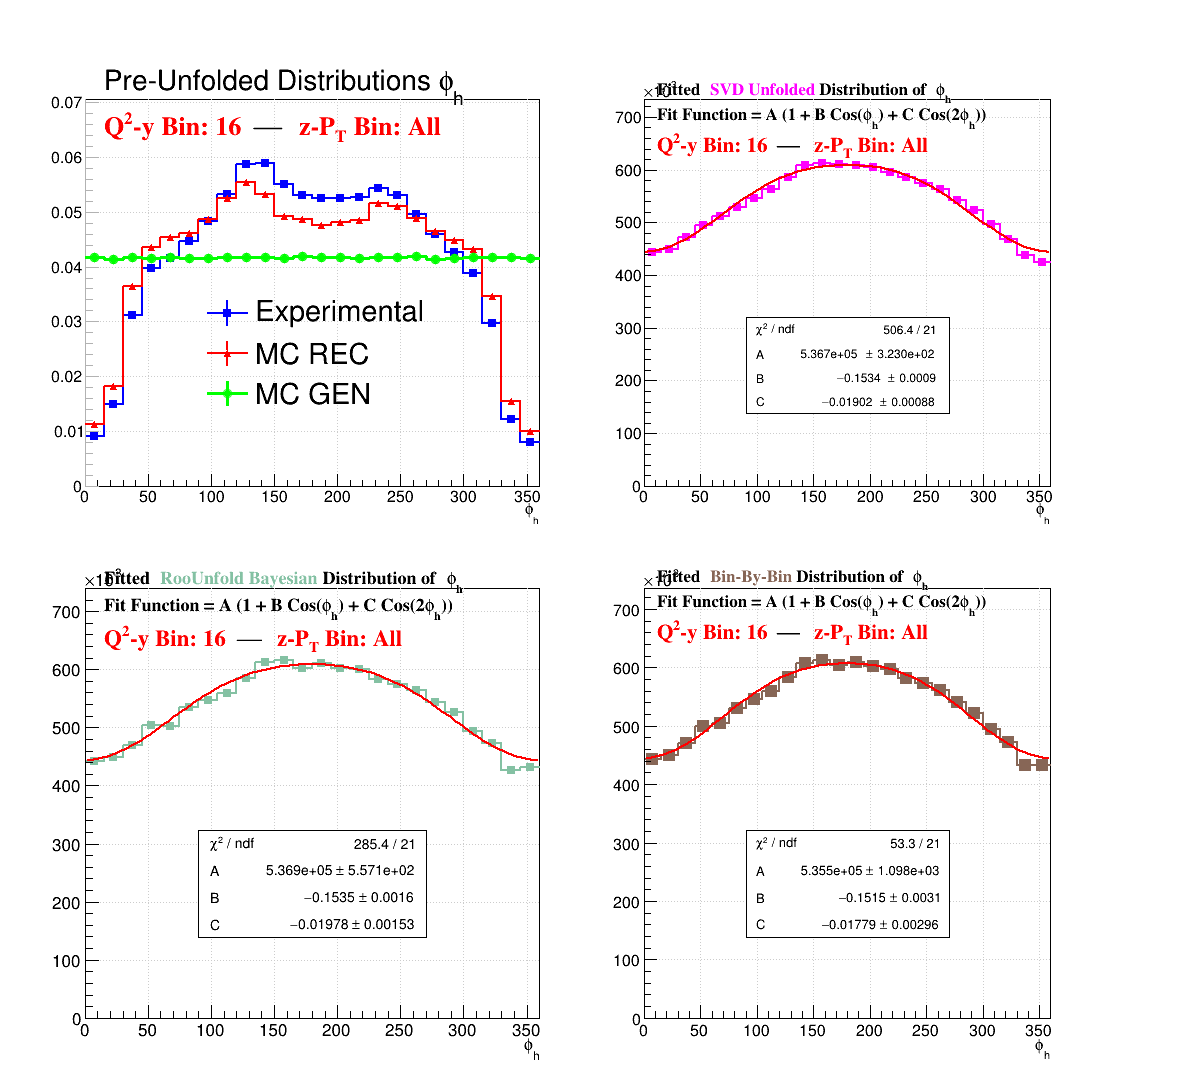 Pre-Unfolded Distributions ϕh
Q²-y Bin: 16 — z-PT Bin: All
0.07
0.06
0.05
0.04
0.03
0.02
0.01
0
Experimental
MC REC
MC GEN
0 50 100 150 200 250 300 350
ϕh
Fitted SVD Unfolded Distribution of ϕh
Fit Function = A (1 + B Cos(ϕh) + C Cos(2ϕh))
Q²-y Bin: 16 — z-PT Bin: All
700
600
500
400
300
200
100
0
χ² / ndf 506.4 / 21
A 5.367e+05 ± 3.230e+02
B −0.1534 ± 0.0009
C −0.01902 ± 0.00088
0 50 100 150 200 250 300 350
ϕh
Fitted RooUnfold Bayesian Distribution of ϕh
Fit Function = A (1 + B Cos(ϕh) + C Cos(2ϕh))
Q²-y Bin: 16 — z-PT Bin: All
700
600
500
400
300
200
100
0
χ² / ndf 285.4 / 21
A 5.369e+05 ± 5.571e+02
B −0.1535 ± 0.0016
C −0.01978 ± 0.00153
0 50 100 150 200 250 300 350
ϕh
Fitted Bin-By-Bin Distribution of ϕh
Fit Function = A (1 + B Cos(ϕh) + C Cos(2ϕh))
Q²-y Bin: 16 — z-PT Bin: All
700
600
500
400
300
200
100
0
χ² / ndf 53.3 / 21
A 5.355e+05 ± 1.098e+03
B −0.1515 ± 0.0031
C −0.01779 ± 0.00296
0 50 100 150 200 250 300 350
ϕh